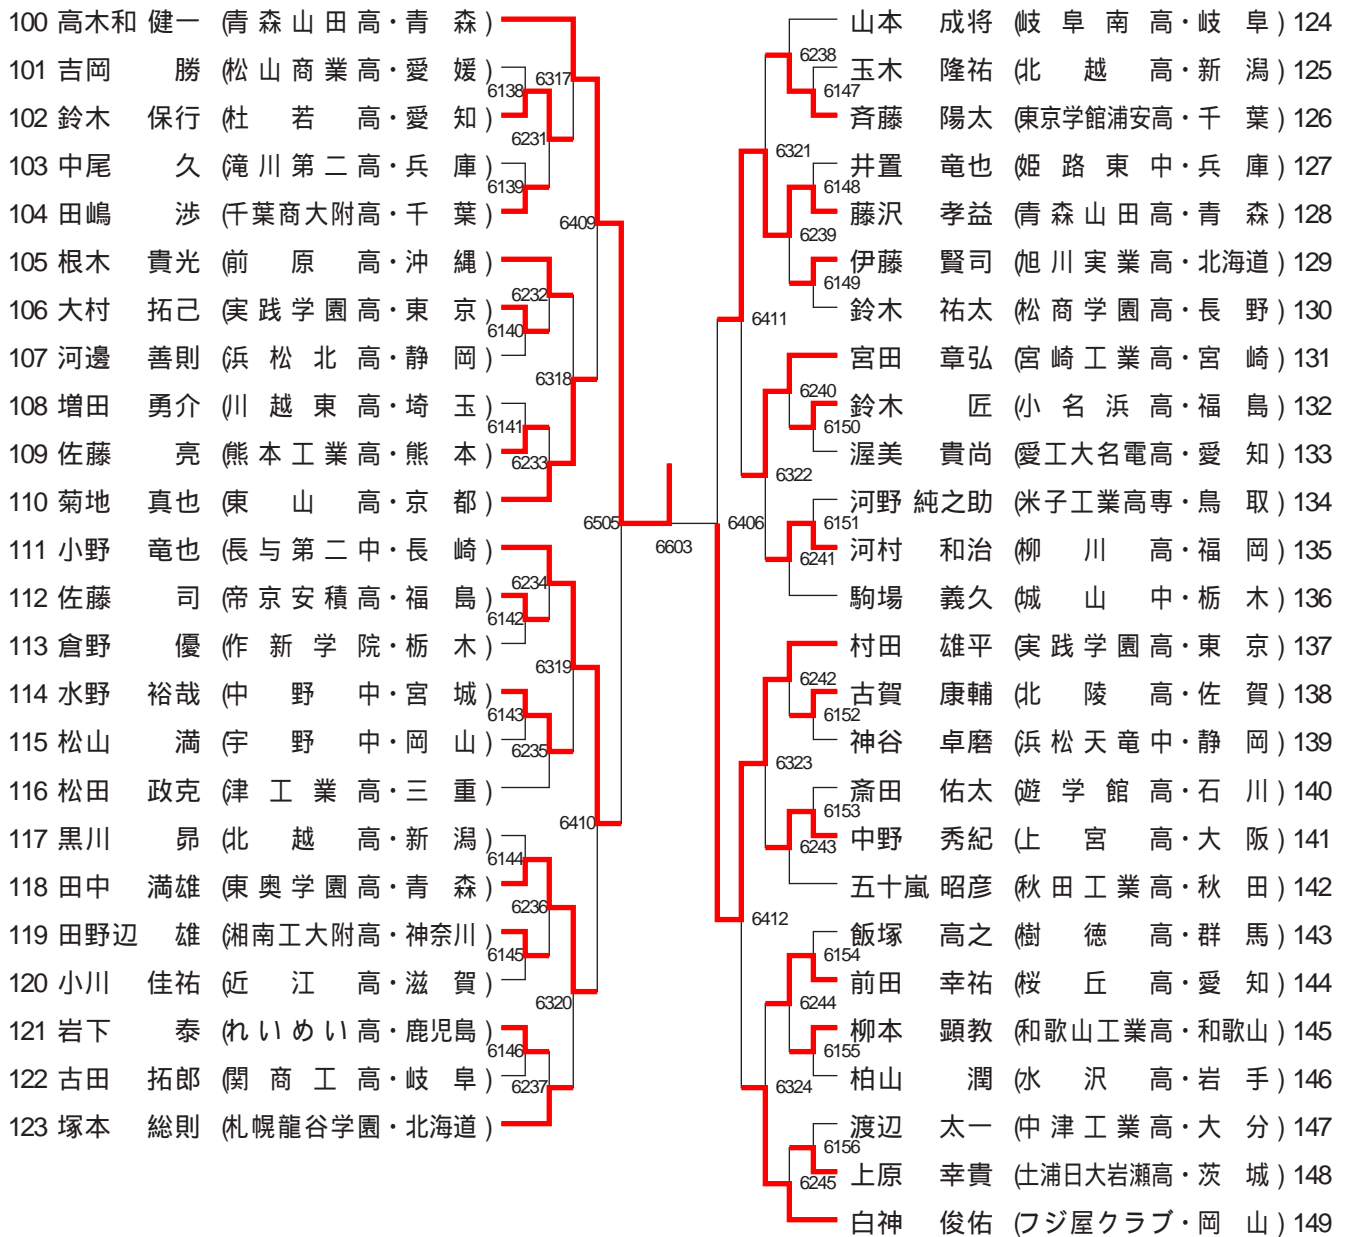 100 高木和 健一 (青森山田高・青 森)
101 吉岡 勝 (松山商業高・愛 媛)
102 鈴木 保行 (杜 若 高・愛 知)
103 中尾 久 (滝川第二高・兵 庫)
104 田嶋 渉 (千葉商大附高・千 葉)
105 根木 貴光 (前 原 高・沖 縄)
106 大村 拓己 (実践学園高・東 京)
107 河邊 善則 (浜松北高・静 岡)
108 増田 勇介 (川越東高・埼 玉)
109 佐藤 亮 (熊本工業高・熊 本)
110 菊地 真也 (東 山 高・京 都)
111 小野 竜也 (長与第二中・長 崎)
112 佐藤 司 (帝京安積高・福 島)
113 倉野 優 (作新学院・栃 木)
114 水野 裕哉 (中 野 中・宮 城)
115 松山 満 (宇 野 中・岡 山)
116 松田 政克 (津工業高・三 重)
117 黒川 昴 (北 越 高・新 潟)
118 田中 満雄 (東奥学園高・青 森)
119 田野辺 雄 (湘南工大附高・神奈川)
120 小川 佳祐 (近 江 高・滋 賀)
121 岩下 泰 (れいめい高・鹿児島)
122 古田 拓郎 (関商工高・岐 阜)
123 塚本 総則 (札幌龍谷学園・北海道)
6138
6139
6140
6141
6142
6143
6144
6145
6146
6231
6232
6233
6234
6235
6236
6237
6317
6318
6319
6320
6409
6410
6505
6603
6406
6411
6412
6321
6322
6323
6324
6238
6239
6240
6241
6242
6243
6244
6245
6147
6148
6149
6150
6151
6152
6153
6154
6155
6156
山本 成将 (岐阜南高・岐 阜) 124
玉木 隆祐 (北 越 高・新 潟) 125
斉藤 陽太 (東京学館浦安高・千 葉) 126
井置 竜也 (姫路東中・兵 庫) 127
藤沢 孝益 (青森山田高・青 森) 128
伊藤 賢司 (旭川実業高・北海道) 129
鈴木 祐太 (松商学園高・長 野) 130
宮田 章弘 (宮崎工業高・宮 崎) 131
鈴木 匠 (小名浜高・福 島) 132
渥美 貴尚 (愛工大名電高・愛 知) 133
河野 純之助 (米子工業高専・鳥 取) 134
河村 和治 (柳 川 高・福 岡) 135
駒場 義久 (城 山 中・栃 木) 136
村田 雄平 (実践学園高・東 京) 137
古賀 康輔 (北 陵 高・佐 賀) 138
神谷 卓磨 (浜松天竜中・静 岡) 139
斎田 佑太 (遊学館高・石 川) 140
中野 秀紀 (上 宮 高・大 阪) 141
五十嵐 昭彦 (秋田工業高・秋 田) 142
飯塚 高之 (樹 徳 高・群 馬) 143
前田 幸祐 (桜 丘 高・愛 知) 144
柳本 顕教 (和歌山工業高・和歌山) 145
柏山 潤 (水 沢 高・岩 手) 146
渡辺 太一 (中津工業高・大 分) 147
上原 幸貴 (土浦日大岩瀬高・茨 城) 148
白神 俊佑 (フジ屋クラブ・岡 山) 149